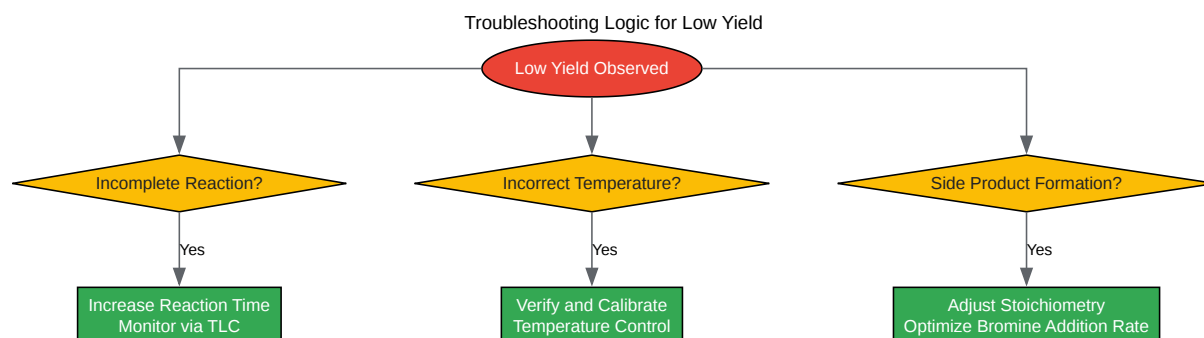 Troubleshooting Logic for Low Yield
Low Yield Observed
Incomplete Reaction?
Incorrect Temperature?
Side Product Formation?
Yes
Yes
Yes
Increase Reaction Time
Monitor via TLC
Verify and Calibrate
Temperature Control
Adjust Stoichiometry
Optimize Bromine Addition Rate